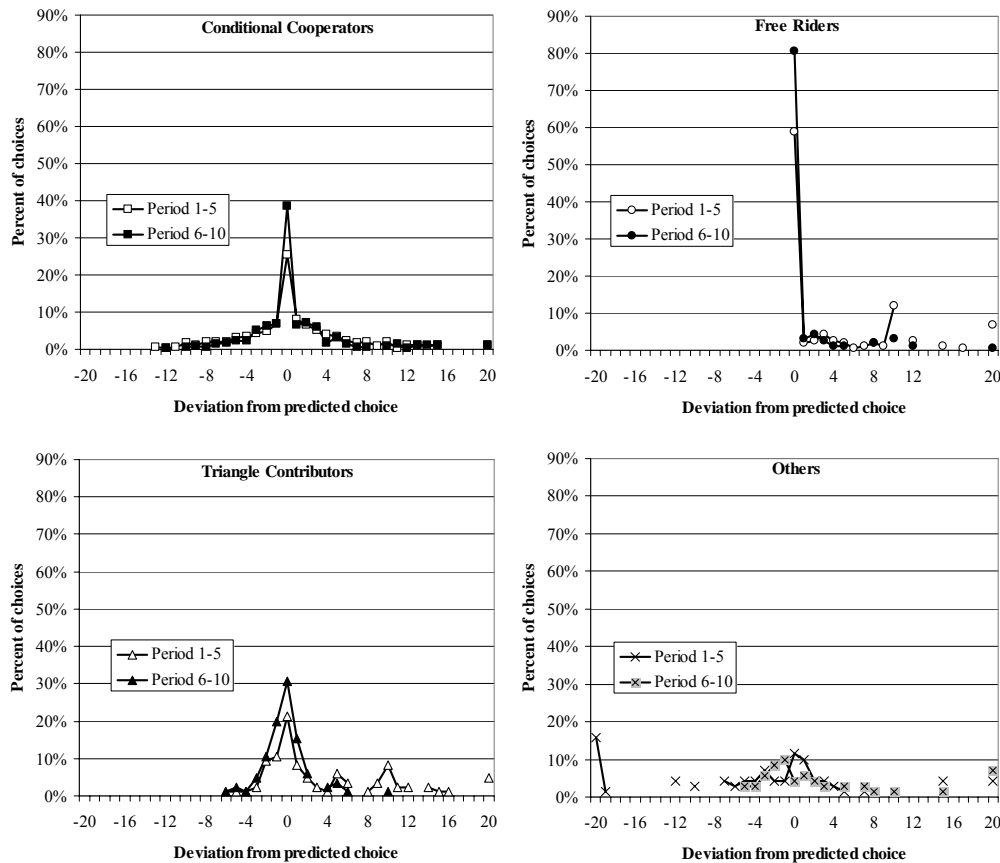 Conditional Cooperators
90%
80%
70%
60%
50%
40%
30%
20%
10%
0%
Percent of choices
Period 1-5
Period 6-10
-20 -16 -12 -8 -4 0 4 8 12 16 20
Deviation from predicted choice
Free Riders
90%
80%
70%
60%
50%
40%
30%
20%
10%
0%
Percent of choices
Period 1-5
Period 6-10
-20 -16 -12 -8 -4 0 4 8 12 16 20
Deviation from predicted choice
Triangle Contributors
90%
80%
70%
60%
50%
40%
30%
20%
10%
0%
Percent of choices
Period 1-5
Period 6-10
-20 -16 -12 -8 -4 0 4 8 12 16 20
Deviation from predicted choice
Others
90%
80%
70%
60%
50%
40%
30%
20%
10%
0%
Percent of choices
Period 1-5
Period 6-10
-20 -16 -12 -8 -4 0 4 8 12 16 20
Deviation from predicted choice